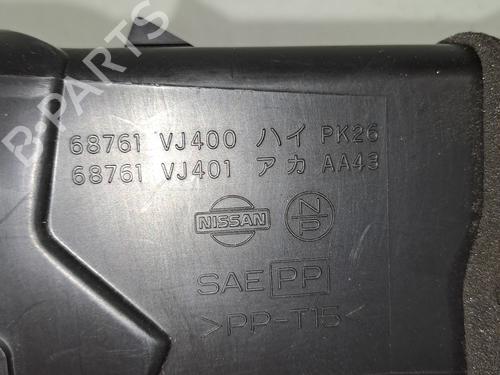 B-PARTS
68761 VJ400 ハイ PK26
68761 VJ401 アカ AA43
NISSAN
NP
SAE PP
>PP-T15<